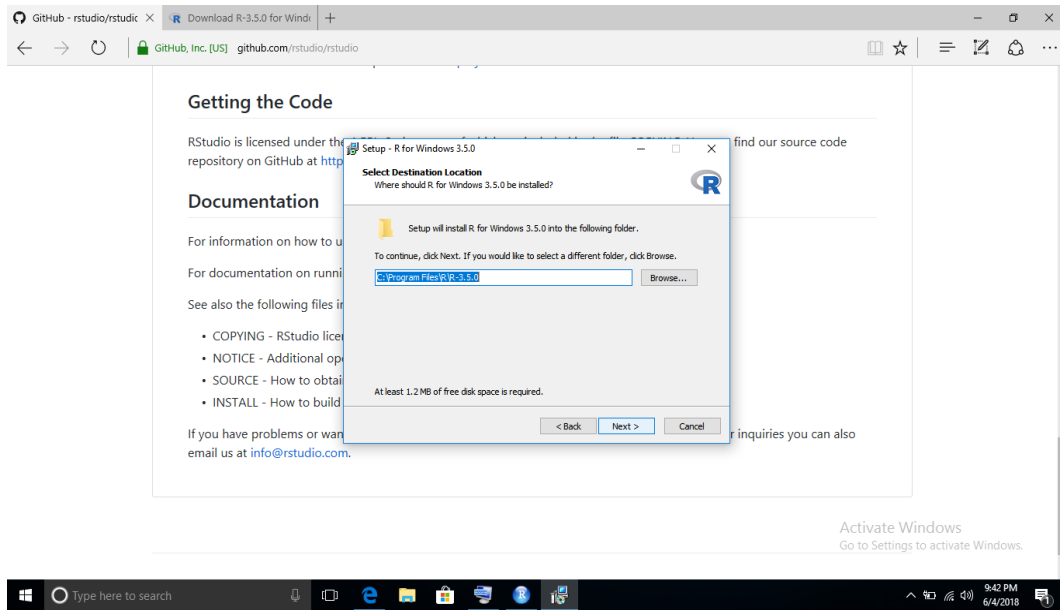 GitHub - rstudio/rstudic
Download R-3.5.0 for Windo
GitHub, Inc. [US] github.com/rstudio/rstudio
Getting the Code
RStudio is licensed under the
find our source code
repository on GitHub at http
Documentation
For information on how to u
For documentation on runni
See also the following files in
• COPYING - RStudio licen
• NOTICE - Additional ope
• SOURCE - How to obtai
• INSTALL - How to build
If you have problems or wan
r inquiries you can also
email us at info@rstudio.com.
Setup - R for Windows 3.5.0
Select Destination Location
Where should R for Windows 3.5.0 be installed?
R
Setup will install R for Windows 3.5.0 into the following folder.
To continue, click Next. If you would like to select a different folder, click Browse.
C:\Program Files\R\R-3.5.0
Browse...
At least 1.2 MB of free disk space is required.
< Back
Next >
Cancel
Activate Windows
Go to Settings to activate Windows.
Type here to search
9:42 PM
6/4/2018